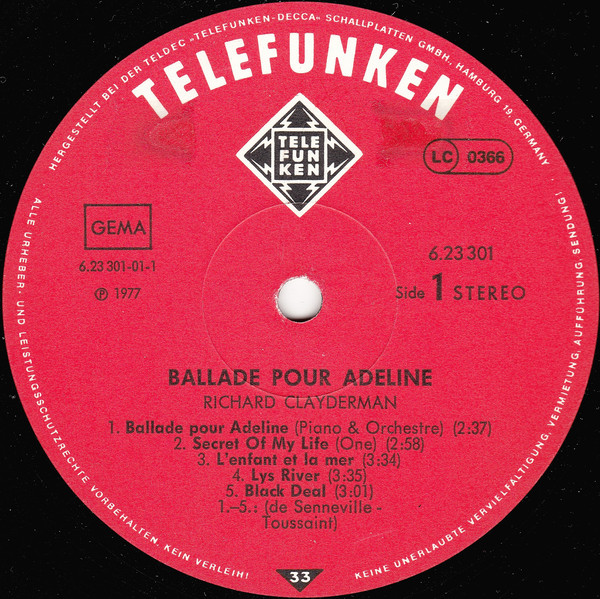 HERGESTELLT BEI DER TELDEC „TELEFUNKEN-DECCA" SCHALLPLATTEN GMBH, HAMBURG 19, GERMANY
TELEFUNKEN
TELE
FUN
KEN
LC 0366
GEMA
6.23 301-01-1
℗ 1977
6.23 301
Side 1 STEREO
BALLADE POUR ADELINE
RICHARD CLAYDERMAN
1. Ballade pour Adeline (Piano & Orchestre) (2:37)
2. Secret Of My Life (One) (2:58)
3. L'enfant et la mer (3:34)
4. Lys River (3:35)
5. Black Deal (3:01)
1.–5.: (de Senneville -
Toussaint)
33
ALLE URHEBER- UND LEISTUNGSSCHUTZRECHTE VORBEHALTEN. KEIN VERLEIH!
KEINE UNERLAUBTE VERVIELFÄLTIGUNG, VERMIETUNG, AUFFÜHRUNG, SENDUNG!